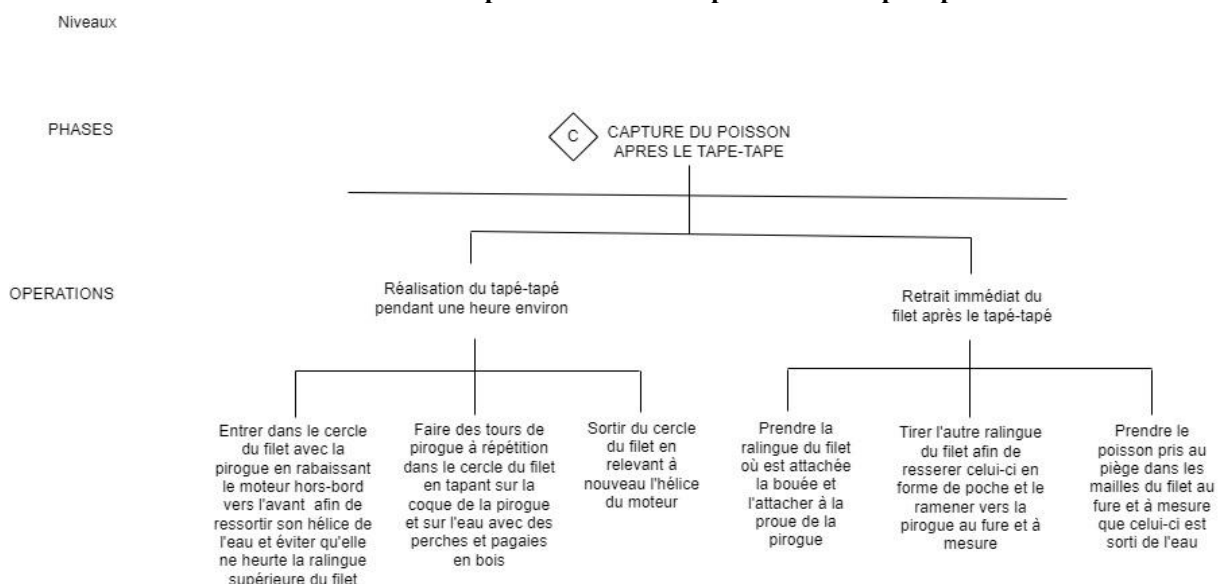 Niveaux
PHASES
C
CAPTURE DU POISSON
APRES LE TAPE-TAPE
OPERATIONS
Réalisation du tapé-tapé
pendant une heure environ
Retrait immédiat du
filet après le tapé-tapé
Entrer dans le cercle
du filet avec la
pirogue en rabaissant
le moteur hors-bord
vers l'avant afin de
ressortir son hélice de
l'eau et éviter qu'elle
ne heurte la ralingue
supérieure du filet
Faire des tours de
pirogue à répétition
dans le cercle du filet
en tapant sur la
coque de la pirogue
et sur l'eau avec des
perches et pagaies
en bois
Sortir du cercle
du filet en
relevant à
nouveau l'hélice
du moteur
Prendre la
ralingue du filet
où est attachée
la bouée et
l'attacher à la
proue de la
pirogue
Tirer l'autre ralingue
du filet afin de
resserer celui-ci en
forme de poche et le
ramener vers la
pirogue au fure et à
mesure
Prendre le
poisson pris au
piège dans les
mailles du filet au
fure et à mesure
que celui-ci est
sorti de l'eau